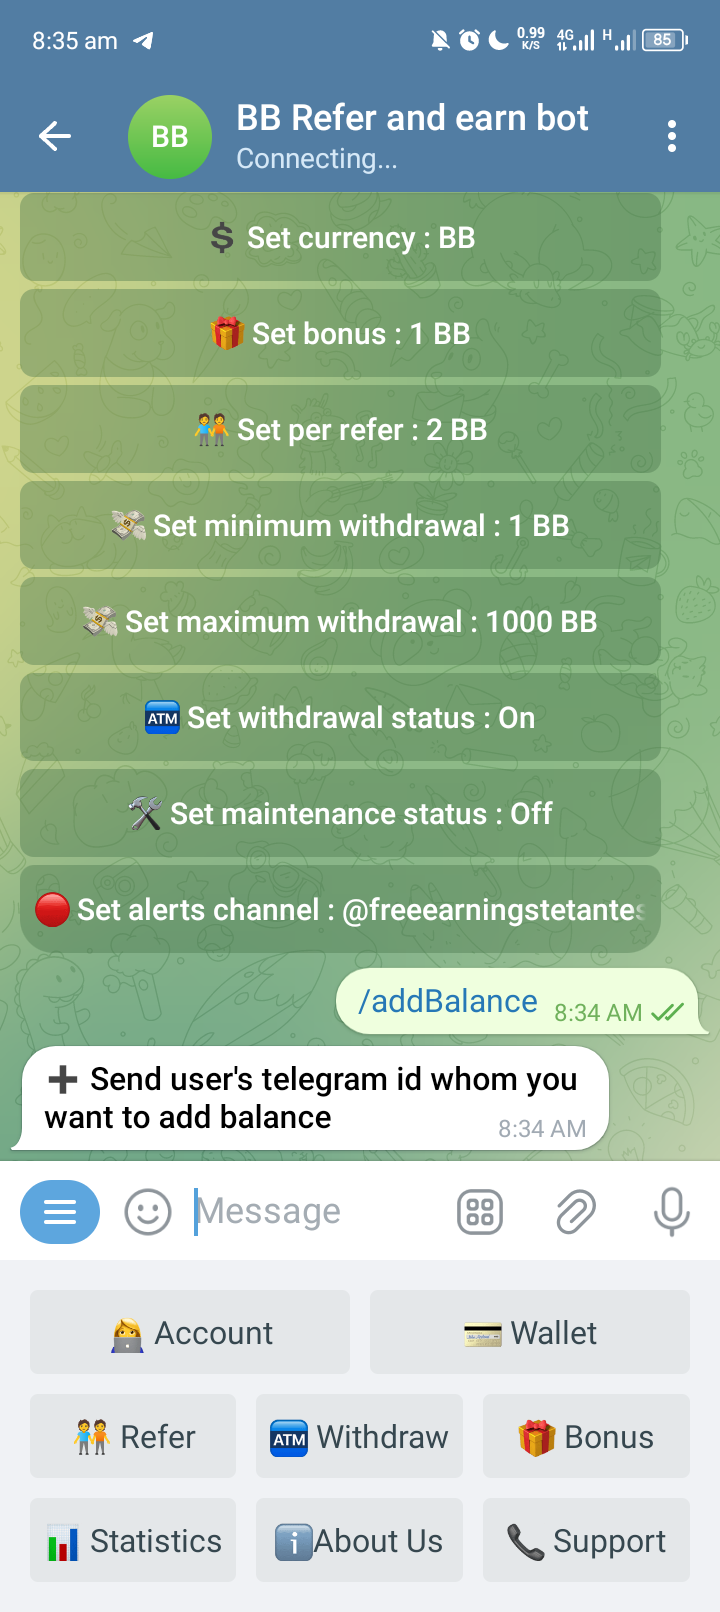 8:35 am
0.99 K/S 4G H 85
BB
BB Refer and earn bot
Connecting...
$ Set currency : BB
Set bonus : 1 BB
Set per refer : 2 BB
Set minimum withdrawal : 1 BB
Set maximum withdrawal : 1000 BB
ATM Set withdrawal status : On
Set maintenance status : Off
Set alerts channel : @freeearningstetantes
/addBalance 8:34 AM
➕ Send user's telegram id whom you
want to add balance
8:34 AM
Message
Account
Wallet
Refer
ATM Withdraw
Bonus
Statistics
About Us
Support